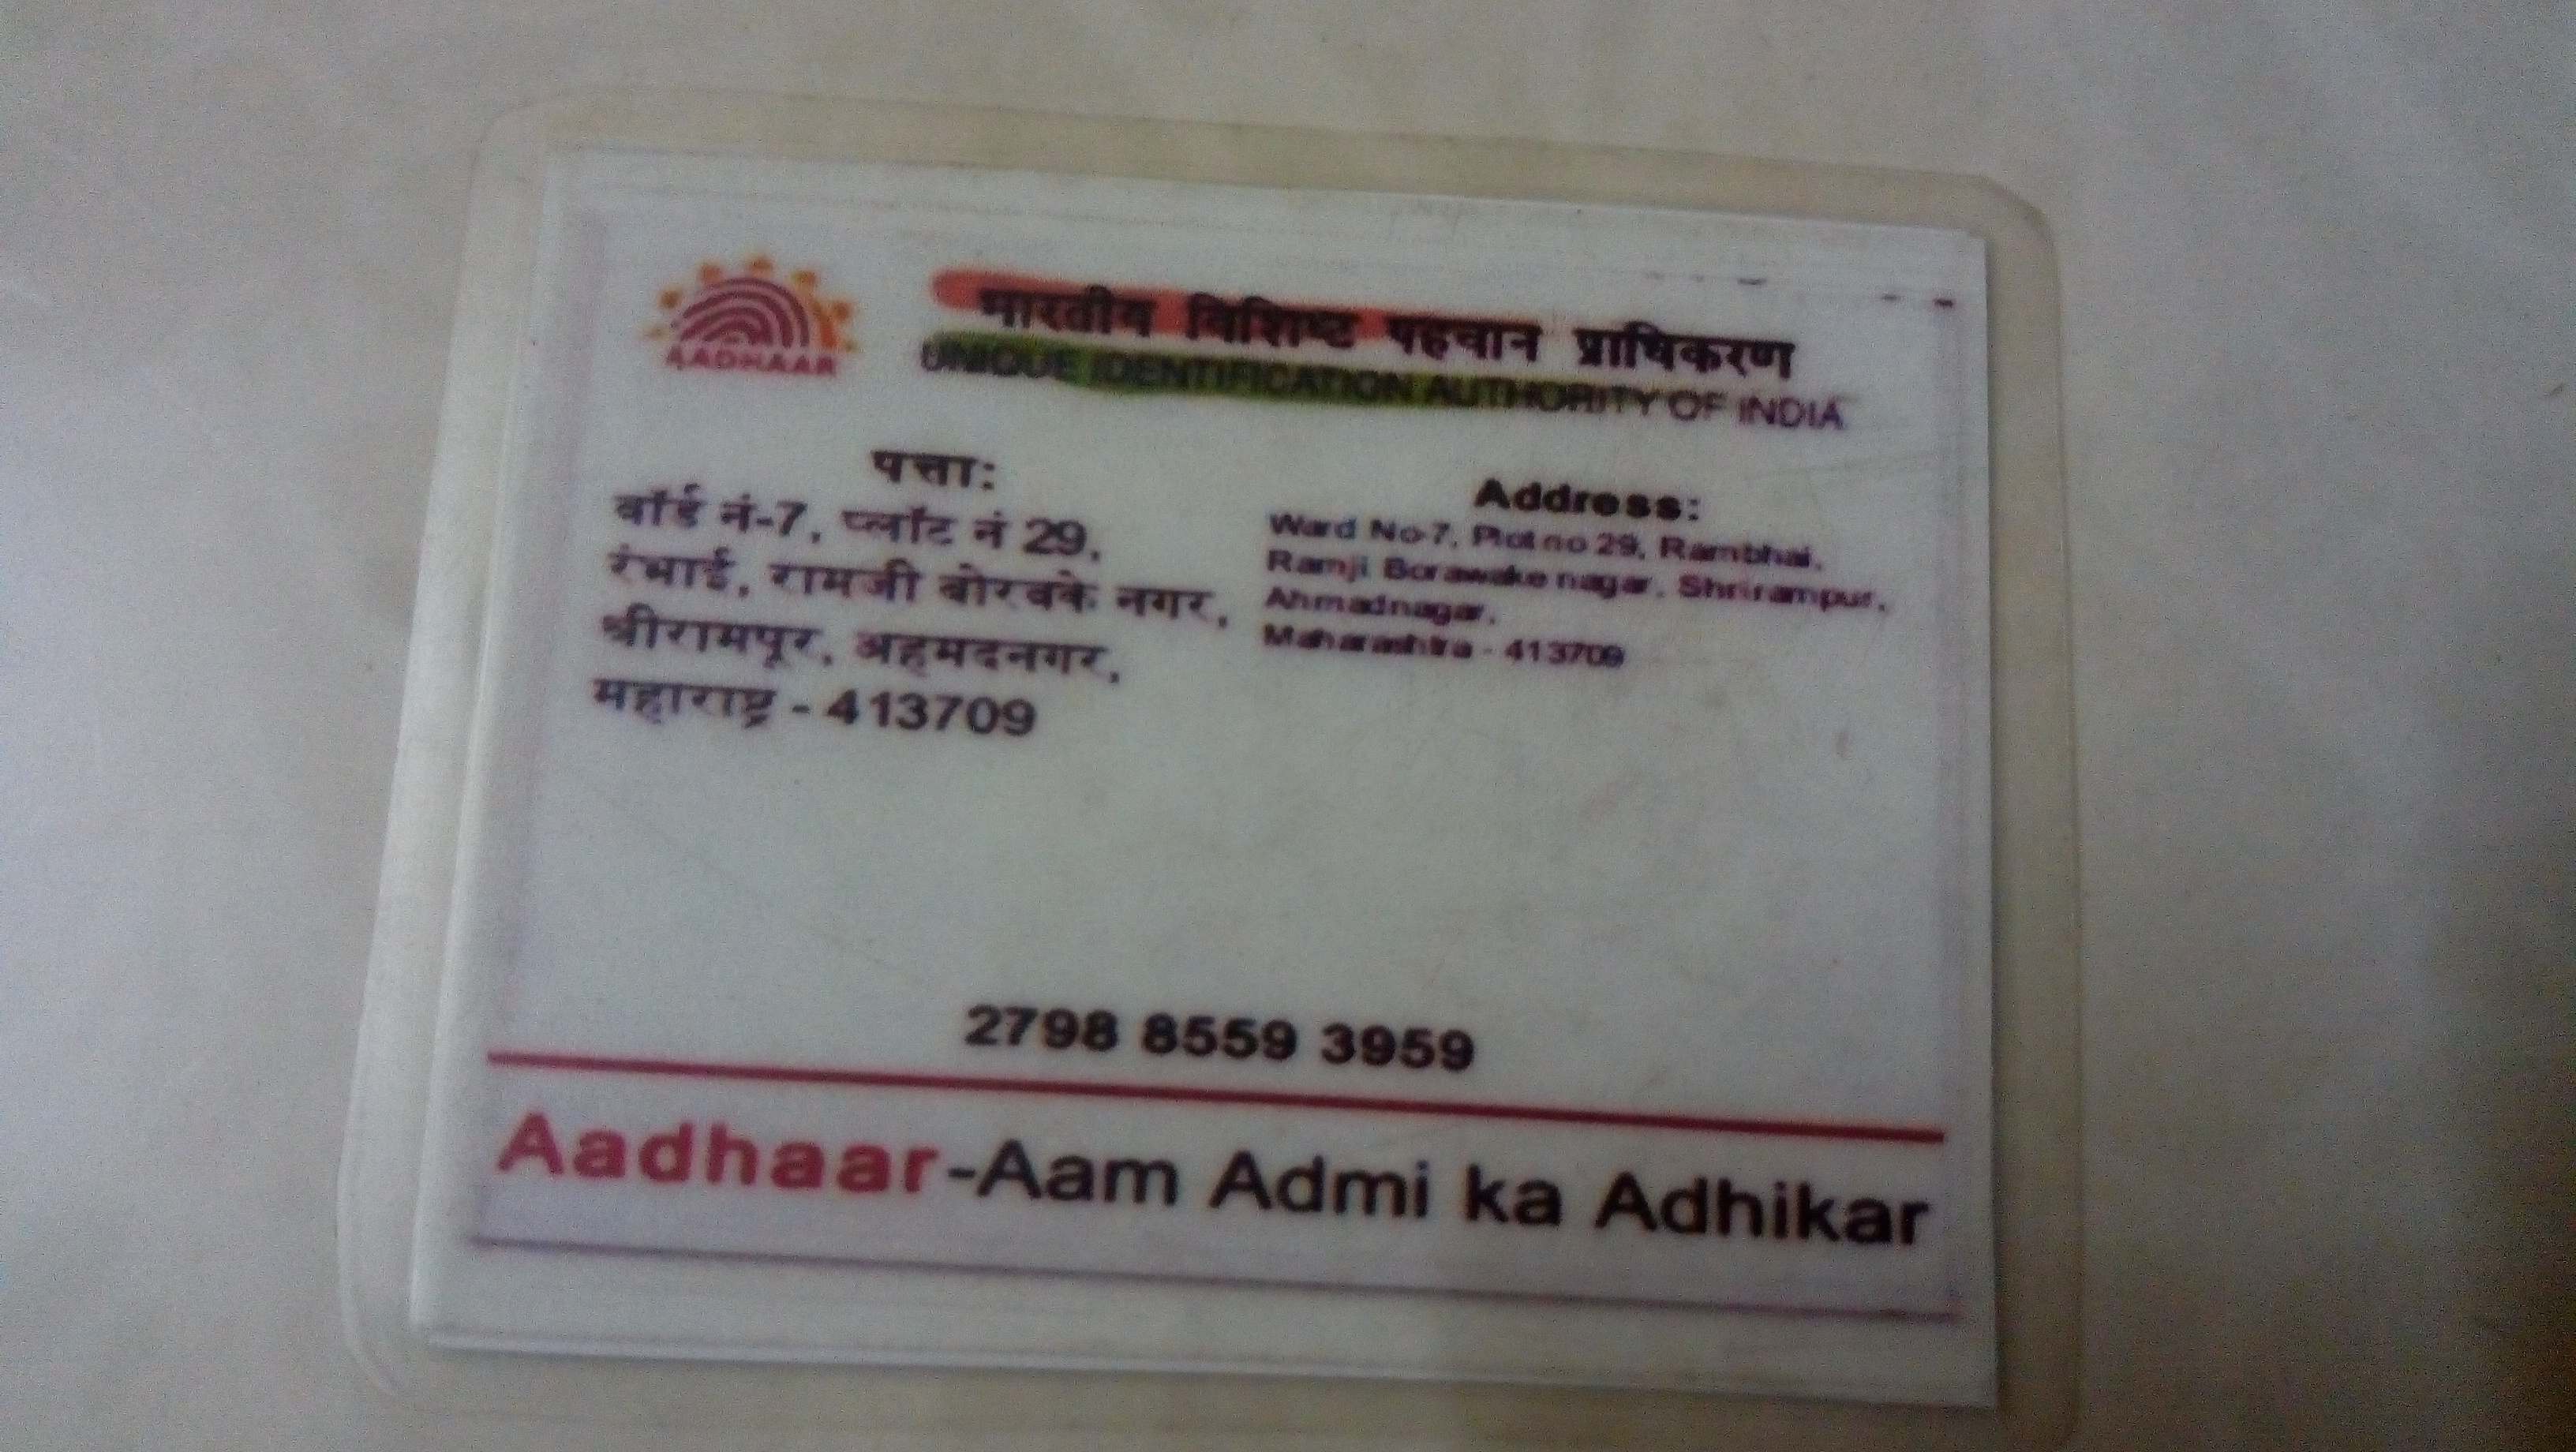 AADHAAR
भारतीय विशिष्ट पहचान प्राधिकरण
UNIQUE IDENTIFICATION AUTHORITY OF INDIA
पत्ता:
वॉर्ड नं-7, प्लॉट नं 29,
रंभाई, रामजी बोरवके नगर,
श्रीरामपूर, अहमदनगर,
महाराष्ट्र - 413709
Address:
Ward No-7, Plot no 29, Rambhai,
Ramji Borawake nagar, Shrirampur,
Ahmadnagar,
Maharashtra - 413709
2798 8559 3959
Aadhaar-Aam Admi ka Adhikar